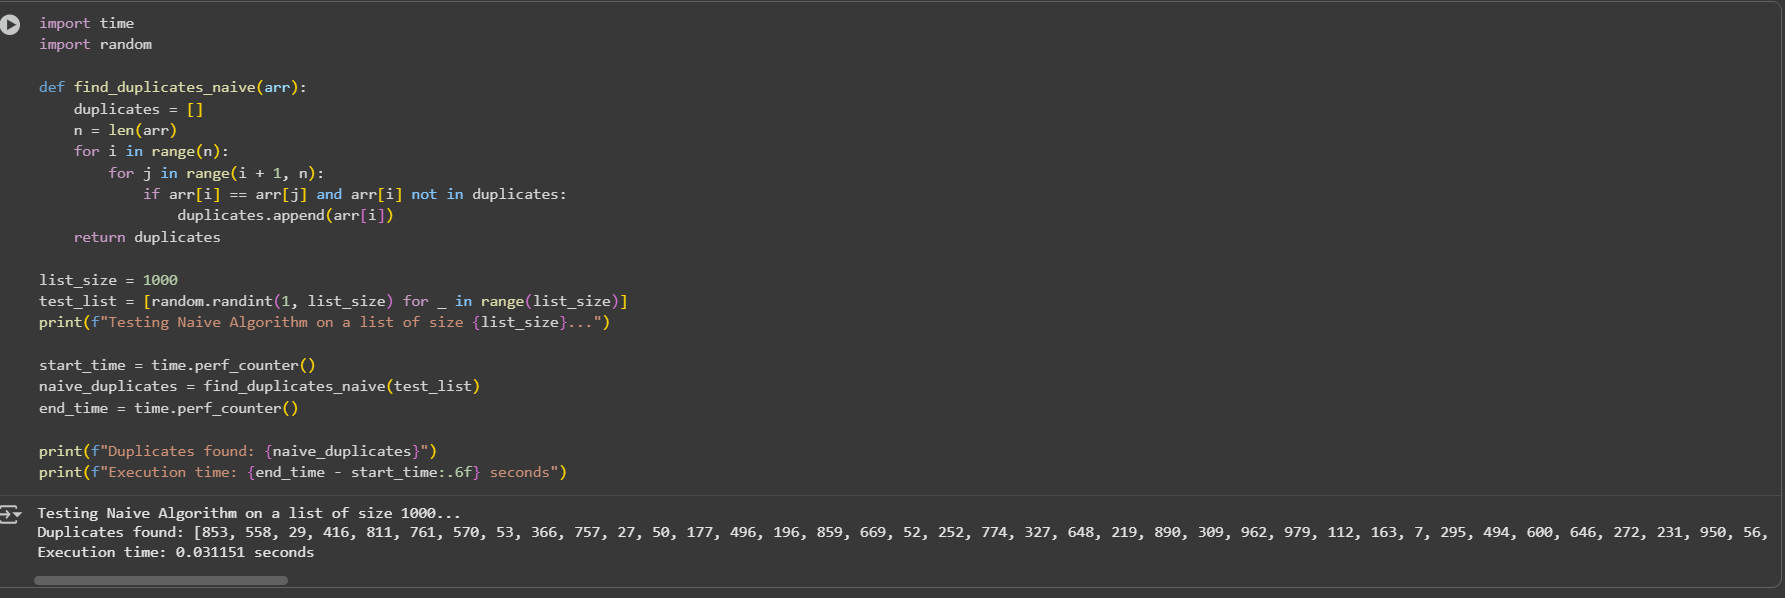 import time
import random
def find_duplicates_naive(arr):
    duplicates = []
    n = len(arr)
    for i in range(n):
        for j in range(i + 1, n):
            if arr[i] == arr[j] and arr[i] not in duplicates:
                duplicates.append(arr[i])
    return duplicates
list_size = 1000
test_list = [random.randint(1, list_size) for _ in range(list_size)]
print(f"Testing Naive Algorithm on a list of size {list_size}...")
start_time = time.perf_counter()
naive_duplicates = find_duplicates_naive(test_list)
end_time = time.perf_counter()
print(f"Duplicates found: {naive_duplicates}")
print(f"Execution time: {end_time - start_time:.6f} seconds")
Testing Naive Algorithm on a list of size 1000...
Duplicates found: [853, 558, 29, 416, 811, 761, 570, 53, 366, 757, 27, 50, 177, 496, 196, 859, 669, 52, 252, 774, 327, 648, 219, 890, 309, 962, 979, 112, 163, 7, 295, 494, 600, 646, 272, 231, 950, 56,
Execution time: 0.031151 seconds